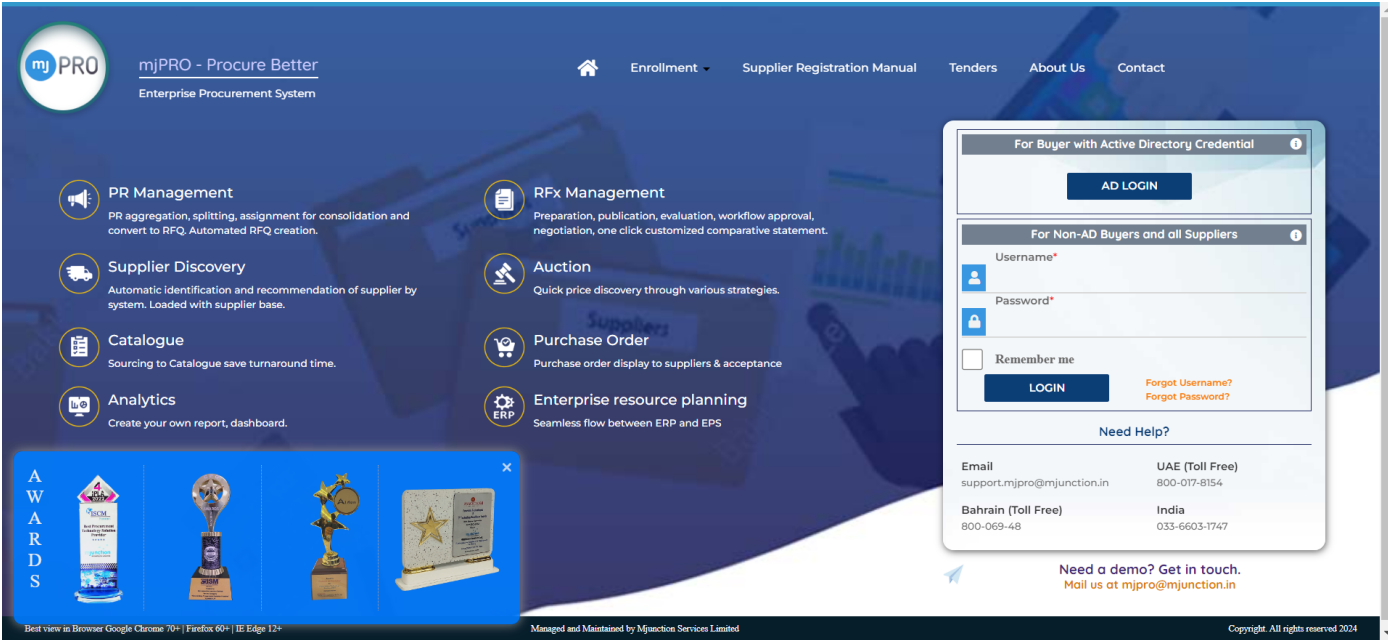 mj PRO
mjPRO - Procure Better
Enterprise Procurement System
Enrollment
Supplier Registration Manual
Tenders
About Us
Contact
PR Management
PR aggregation, splitting, assignment for consolidation and
convert to RFQ. Automated RFQ creation.
RFx Management
Preparation, publication, evaluation, workflow approval,
negotiation, one click customized comparative statement.
Supplier Discovery
Automatic identification and recommendation of supplier by
system. Loaded with supplier base.
Auction
Quick price discovery through various strategies.
Suppliers
Catalogue
Sourcing to Catalogue save turnaround time.
Purchase Order
Purchase order display to suppliers & acceptance
Analytics
Create your own report, dashboard.
ERP
Enterprise resource planning
Seamless flow between ERP and EPS
For Buyer with Active Directory Credential
AD LOGIN
For Non-AD Buyers and all Suppliers
Username*
Password*
Remember me
LOGIN
Forgot Username?
Forgot Password?
Need Help?
Email
support.mjpro@mjunction.in
UAE (Toll Free)
800-017-8154
Bahrain (Toll Free)
800-069-48
India
033-6603-1747
Need a demo? Get in touch.
Mail us at mjpro@mjunction.in
AWARDS
4
IPLA
2022
ISCM
Best view in Browser Google Chrome 70+ | Firefox 60+ | IE Edge 12+
Managed and Maintained by Mjunction Services Limited
Copyright. All rights reserved 2024